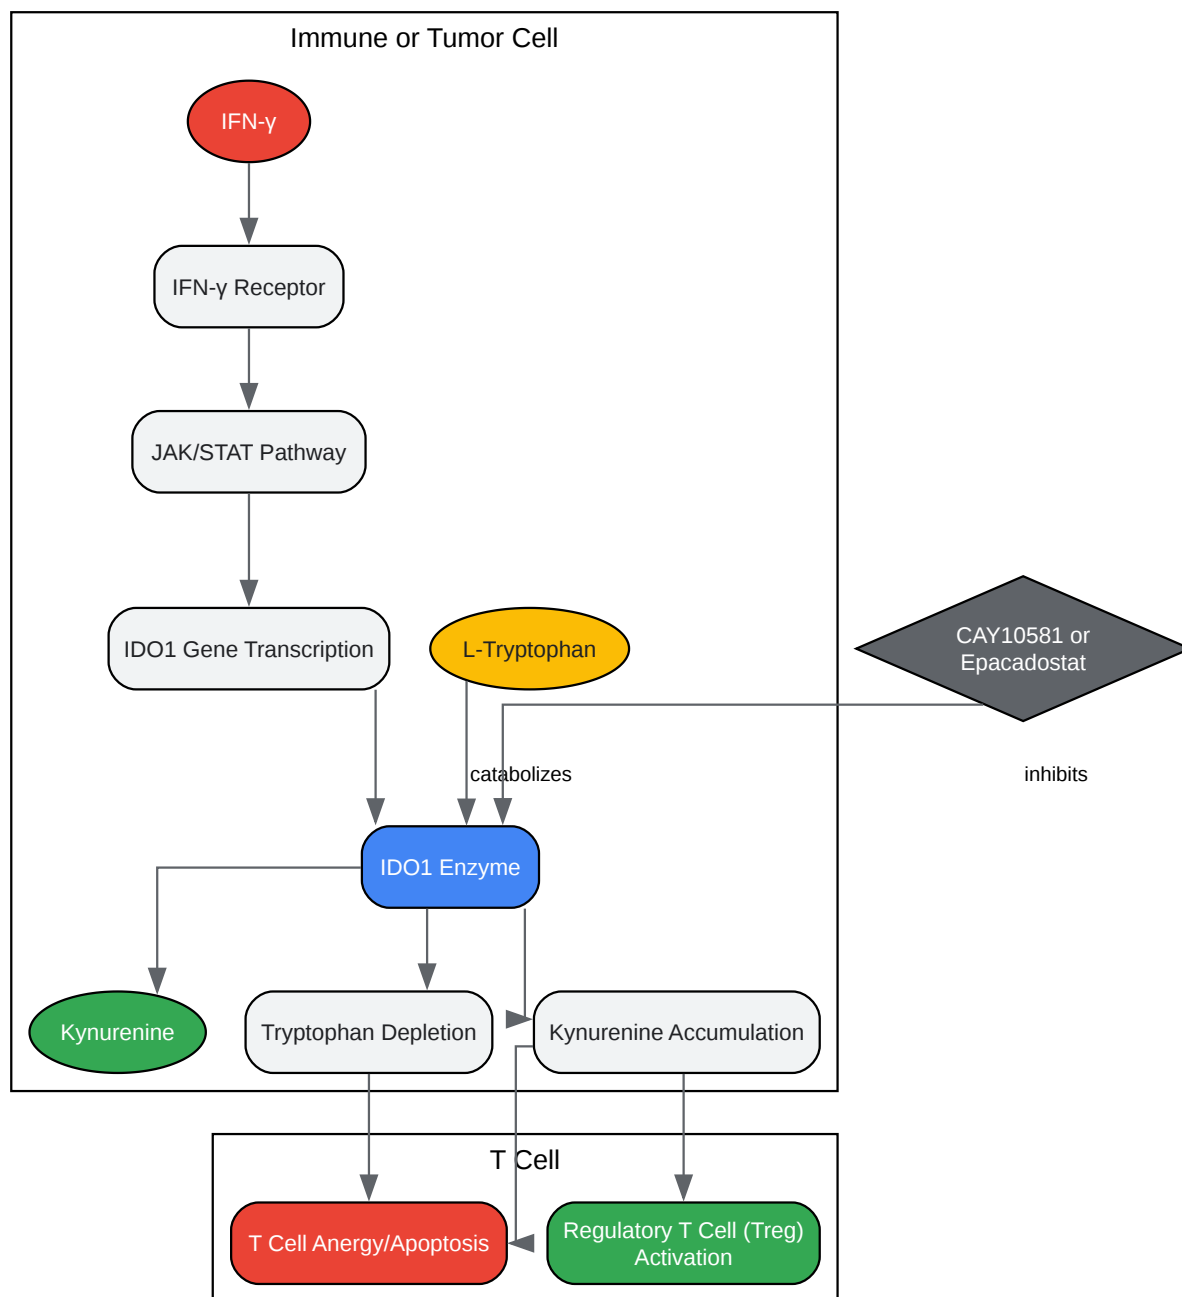 Immune or Tumor Cell
IFN-γ
IFN-γ Receptor
JAK/STAT Pathway
IDO1 Gene Transcription
L-Tryptophan
CAY10581 or
Epacadostat
catabolizes
inhibits
IDO1 Enzyme
Kynurenine
Tryptophan Depletion
Kynurenine Accumulation
T Cell
T Cell Anergy/Apoptosis
Regulatory T Cell (Treg)
Activation